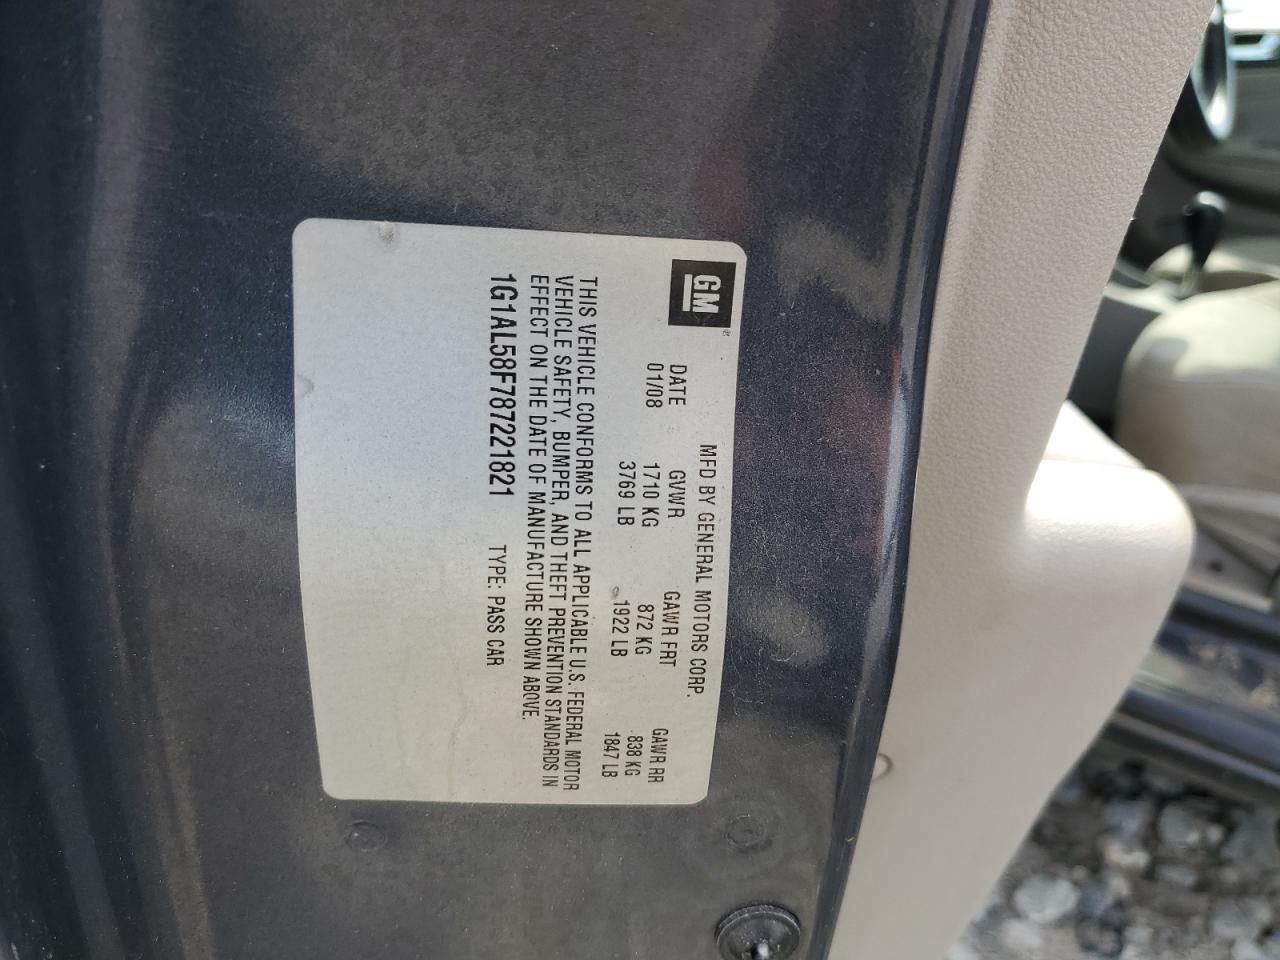 GM
MFD BY GENERAL MOTORS CORP.
DATE GVWR GAWR FRT GAWR RR
01/08 1710 KG 872 KG 838 KG
3769 LB 1922 LB 1847 LB
THIS VEHICLE CONFORMS TO ALL APPLICABLE U.S. FEDERAL MOTOR
VEHICLE SAFETY, BUMPER, AND THEFT PREVENTION STANDARDS IN
EFFECT ON THE DATE OF MANUFACTURE SHOWN ABOVE.
1G1AL58F787221821 TYPE: PASS CAR